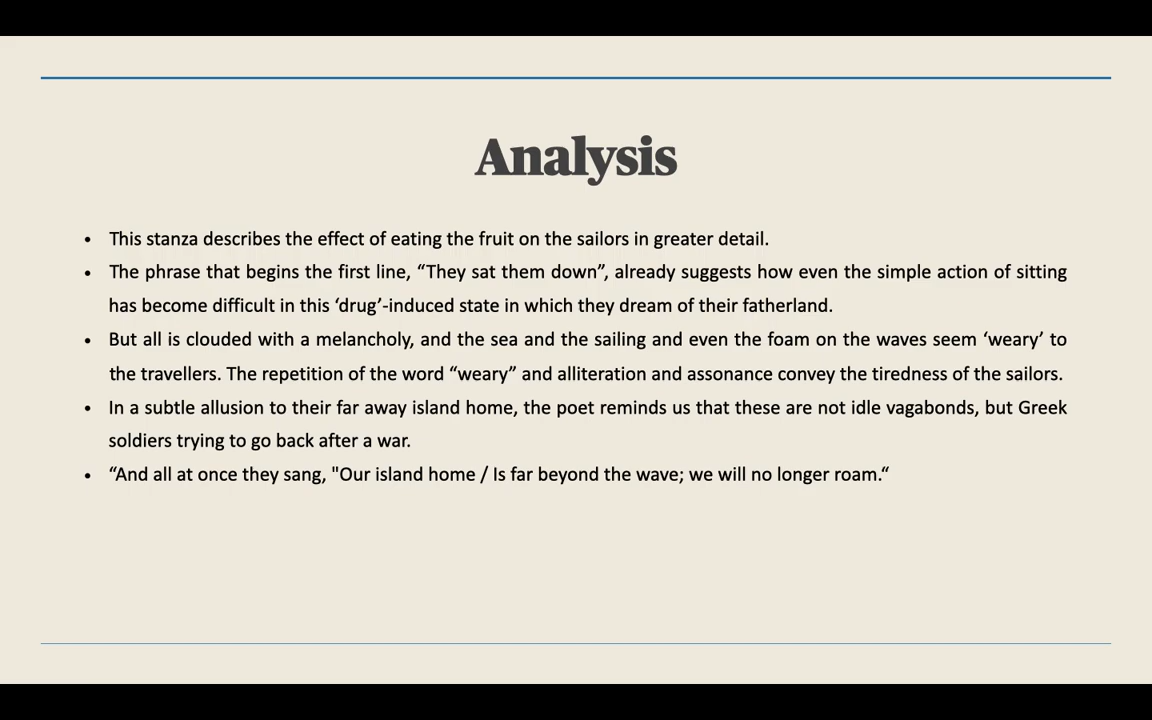 Analysis
• This stanza describes the effect of eating the fruit on the sailors in greater detail.
• The phrase that begins the first line, “They sat them down”, already suggests how even the simple action of sitting
has become difficult in this ‘drug’-induced state in which they dream of their fatherland.
• But all is clouded with a melancholy, and the sea and the sailing and even the foam on the waves seem ‘weary’ to
the travellers. The repetition of the word “weary” and alliteration and assonance convey the tiredness of the sailors.
• In a subtle allusion to their far away island home, the poet reminds us that these are not idle vagabonds, but Greek
soldiers trying to go back after a war.
• “And all at once they sang, "Our island home / Is far beyond the wave; we will no longer roam.“